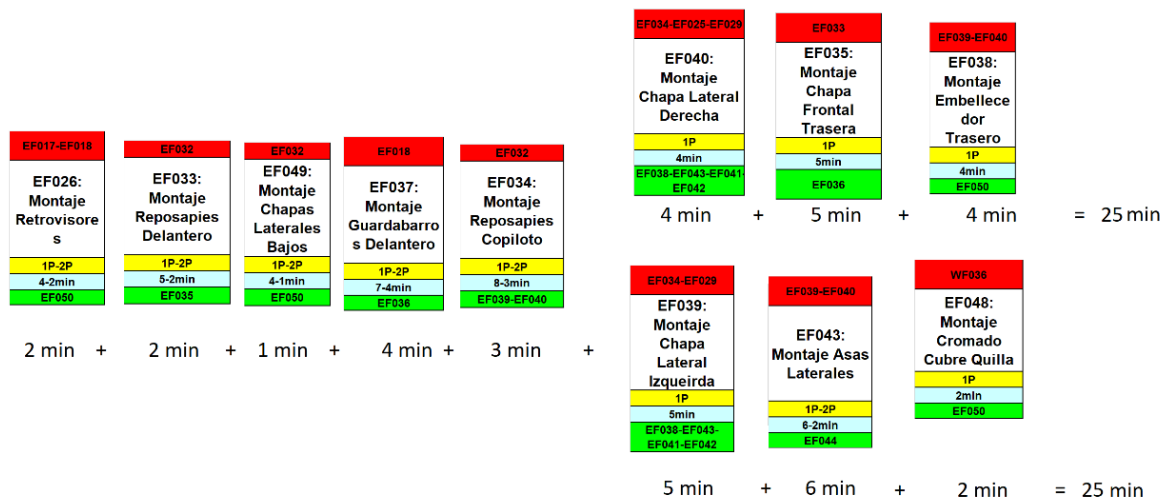 EF034-EF025-EF029
EF040:
Montaje
Chapa Lateral
Derecha
1P
4min
EF038-EF043-EF041-
EF042
EF033
EF035:
Montaje
Chapa
Frontal
Trasera
1P
5min
EF036
EF039-EF040
EF038:
Montaje
Embellece
dor
Trasero
1P
4min
EF050
4 min + 5 min + 4 min = 25 min
EF017-EF018
EF026:
Montaje
Retrovisore
s
1P-2P
4-2min
EF050
EF032
EF033:
Montaje
Reposapies
Delantero
1P-2P
5-2min
EF035
EF032
EF049:
Montaje
Chapas
Laterales
Bajos
1P-2P
4-1min
EF050
EF018
EF037:
Montaje
Guardabarro
s Delantero
1P-2P
7-4min
EF036
EF032
EF034:
Montaje
Reposapies
Copiloto
1P-2P
8-3min
EF039-EF040
2 min + 2 min + 1 min + 4 min + 3 min +
EF034-EF029
EF039:
Montaje
Chapa
Lateral
Izqueirda
1P
5min
EF038-EF043-
EF041-EF042
EF039-EF040
EF043:
Montaje Asas
Laterales
1P-2P
6-2min
EF044
WF036
EF048:
Montaje
Cromado
Cubre Quilla
1P
2min
EF050
5 min + 6 min + 2 min = 25 min